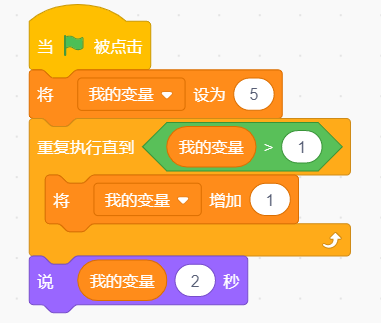 当 被点击
将 我的变量 设为 5
重复执行直到 我的变量 > 1
将 我的变量 增加 1
说 我的变量 2 秒